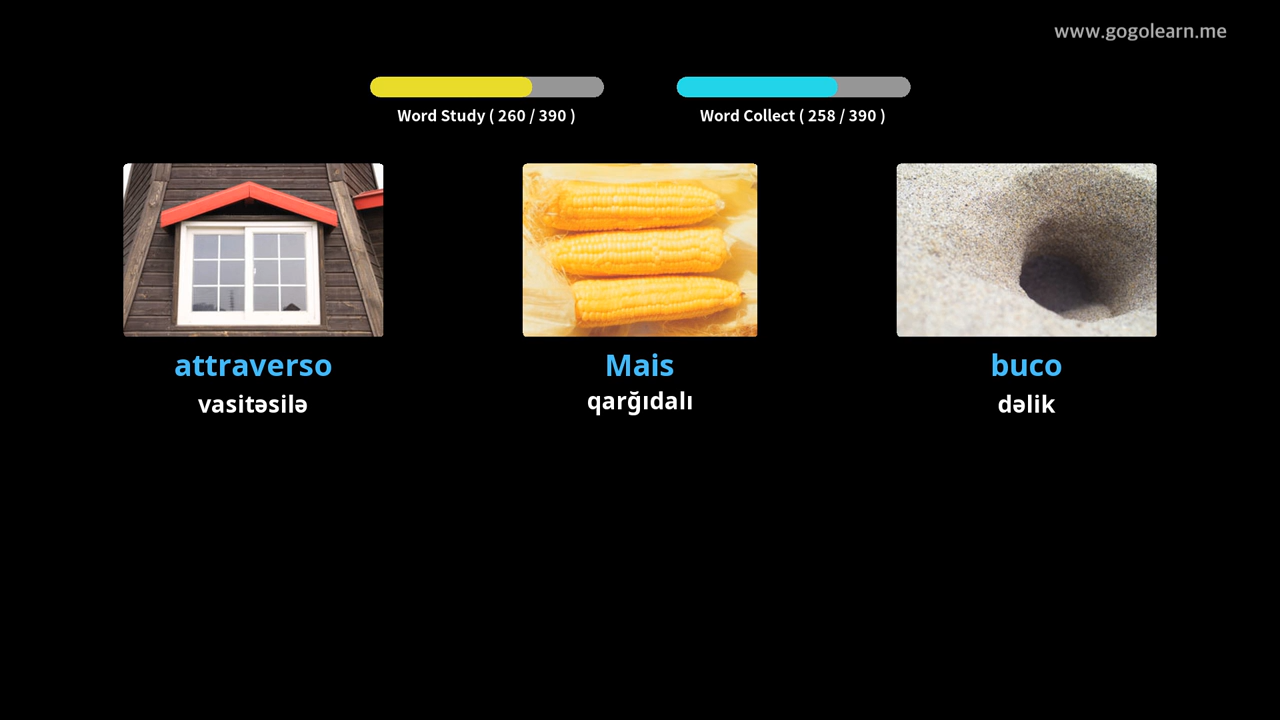 www.gogolearn.me
Word Study ( 260 / 390 )
Word Collect ( 258 / 390 )
attraverso
vasitəsilə
Mais
qarğıdalı
buco
dəlik